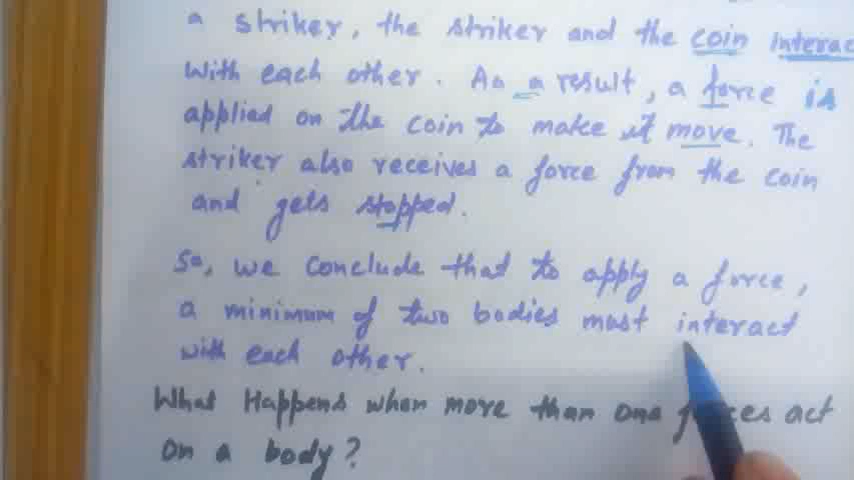 a striker, the striker and the coin interac
with each other. As a result, a force is
applied on the coin to make it move. The
striker also receives a force from the coin
and gets stopped.
So, we conclude that to apply a force,
a minimum of two bodies must interact
with each other.
What Happens when more than one forces act
on a body?